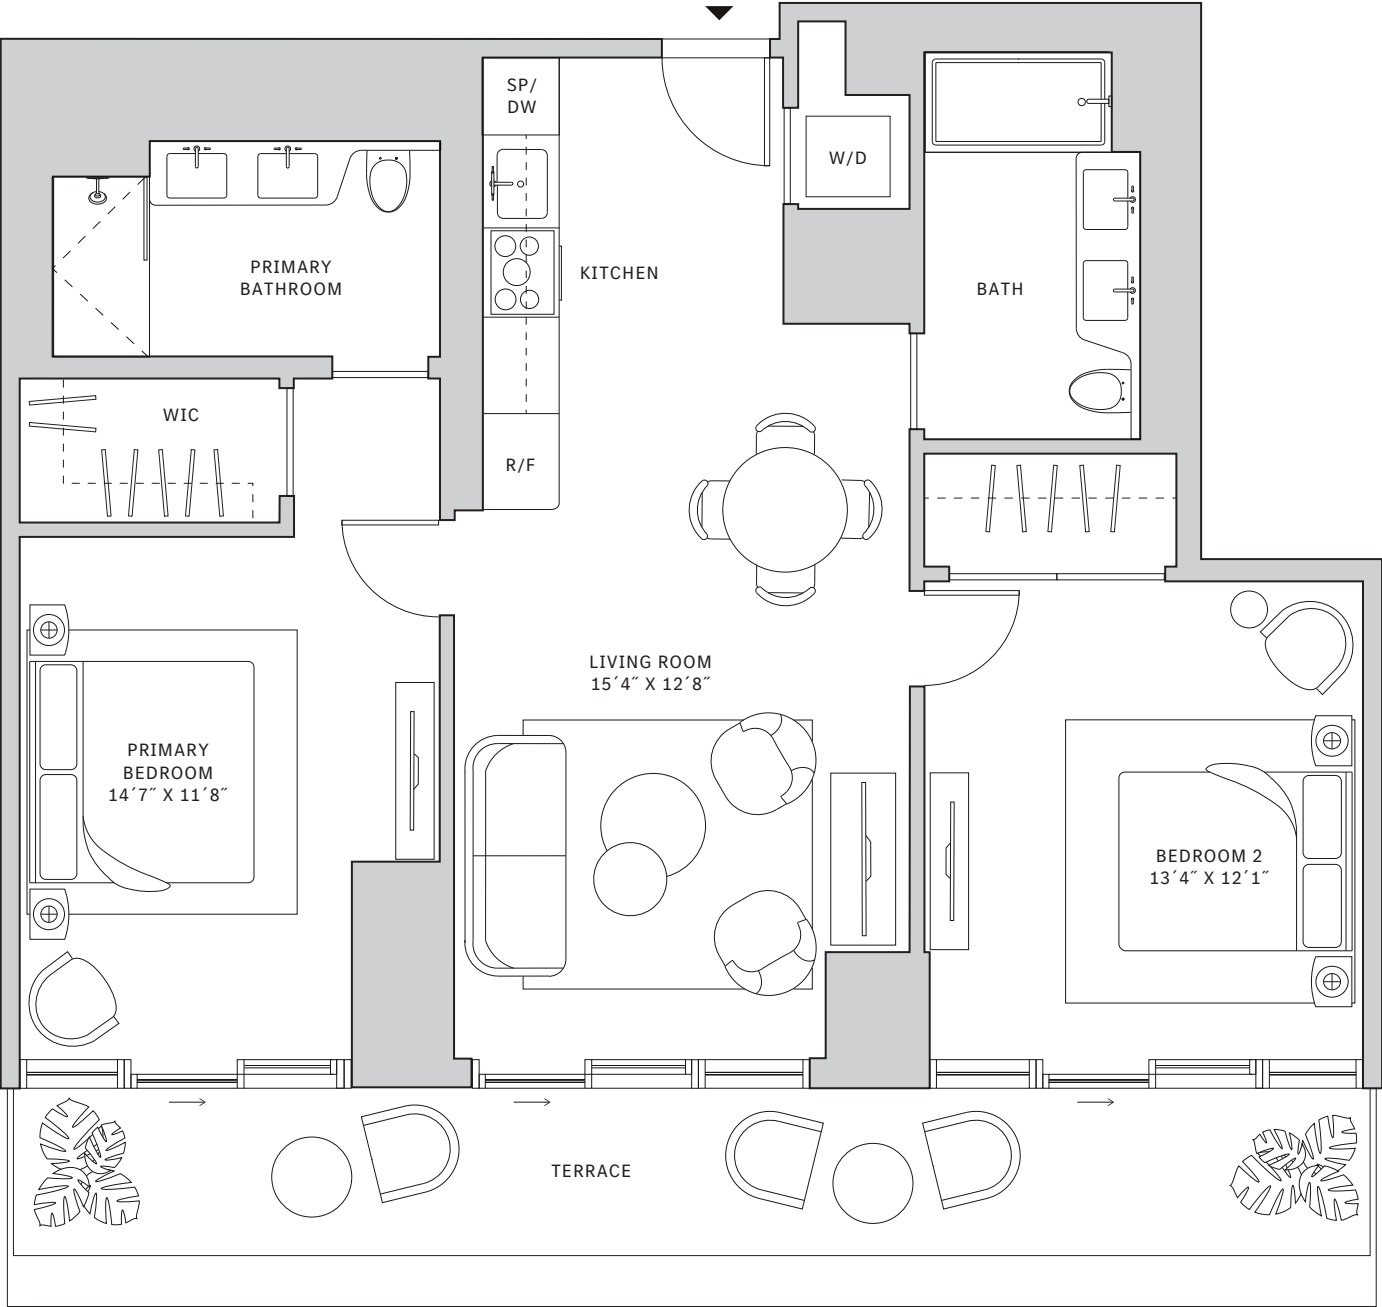 SP/
DW
W/D
PRIMARY
BATHROOM
KITCHEN
BATH
WIC
R/F
LIVING ROOM
15´4˝ X 12´8˝
PRIMARY
BEDROOM
14´7˝ X 11´8˝
BEDROOM 2
13´4˝ X 12´1˝
TERRACE